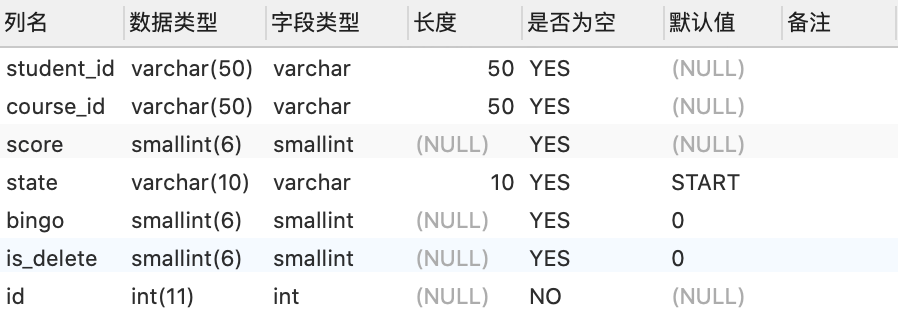 列名 数据类型 字段类型 长度 是否为空 默认值 备注
student_id varchar(50) varchar 50 YES (NULL)
course_id varchar(50) varchar 50 YES (NULL)
score smallint(6) smallint (NULL) YES (NULL)
state varchar(10) varchar 10 YES START
bingo smallint(6) smallint (NULL) YES 0
is_delete smallint(6) smallint (NULL) YES 0
id int(11) int (NULL) NO (NULL)